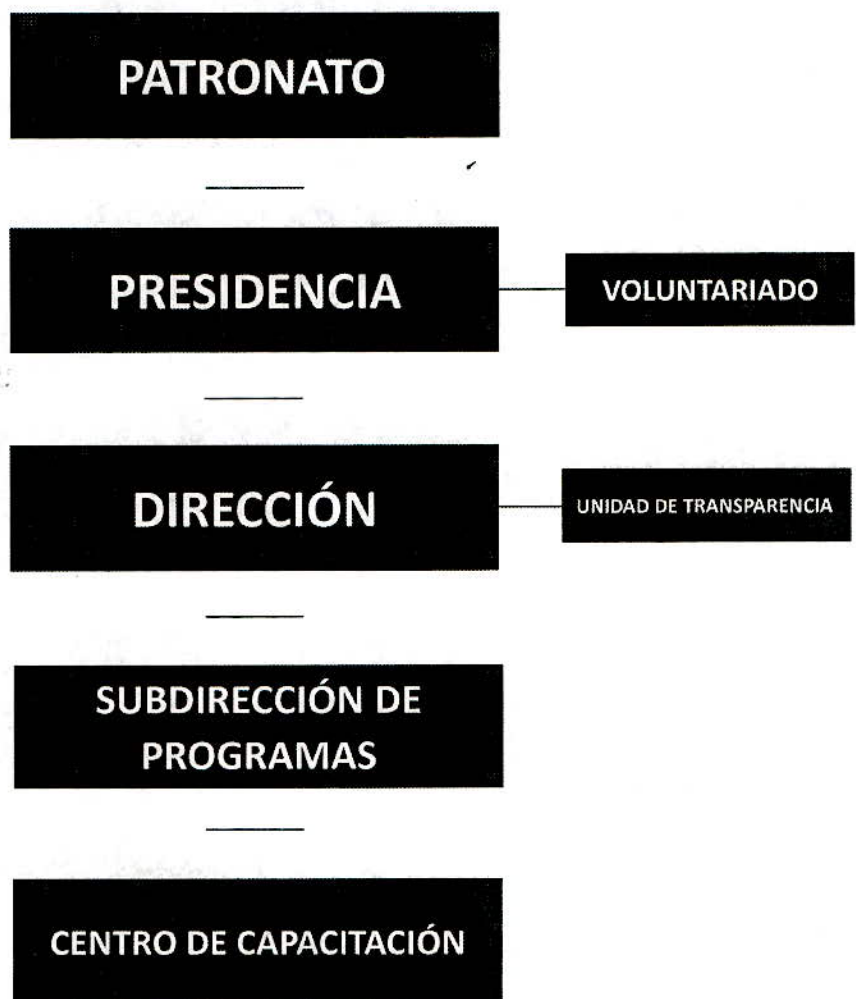 PATRONATO
PRESIDENCIA
VOLUNTARIADO
DIRECCIÓN
UNIDAD DE TRANSPARENCIA
SUBDIRECCIÓN DE
PROGRAMAS
CENTRO DE CAPACITACIÓN